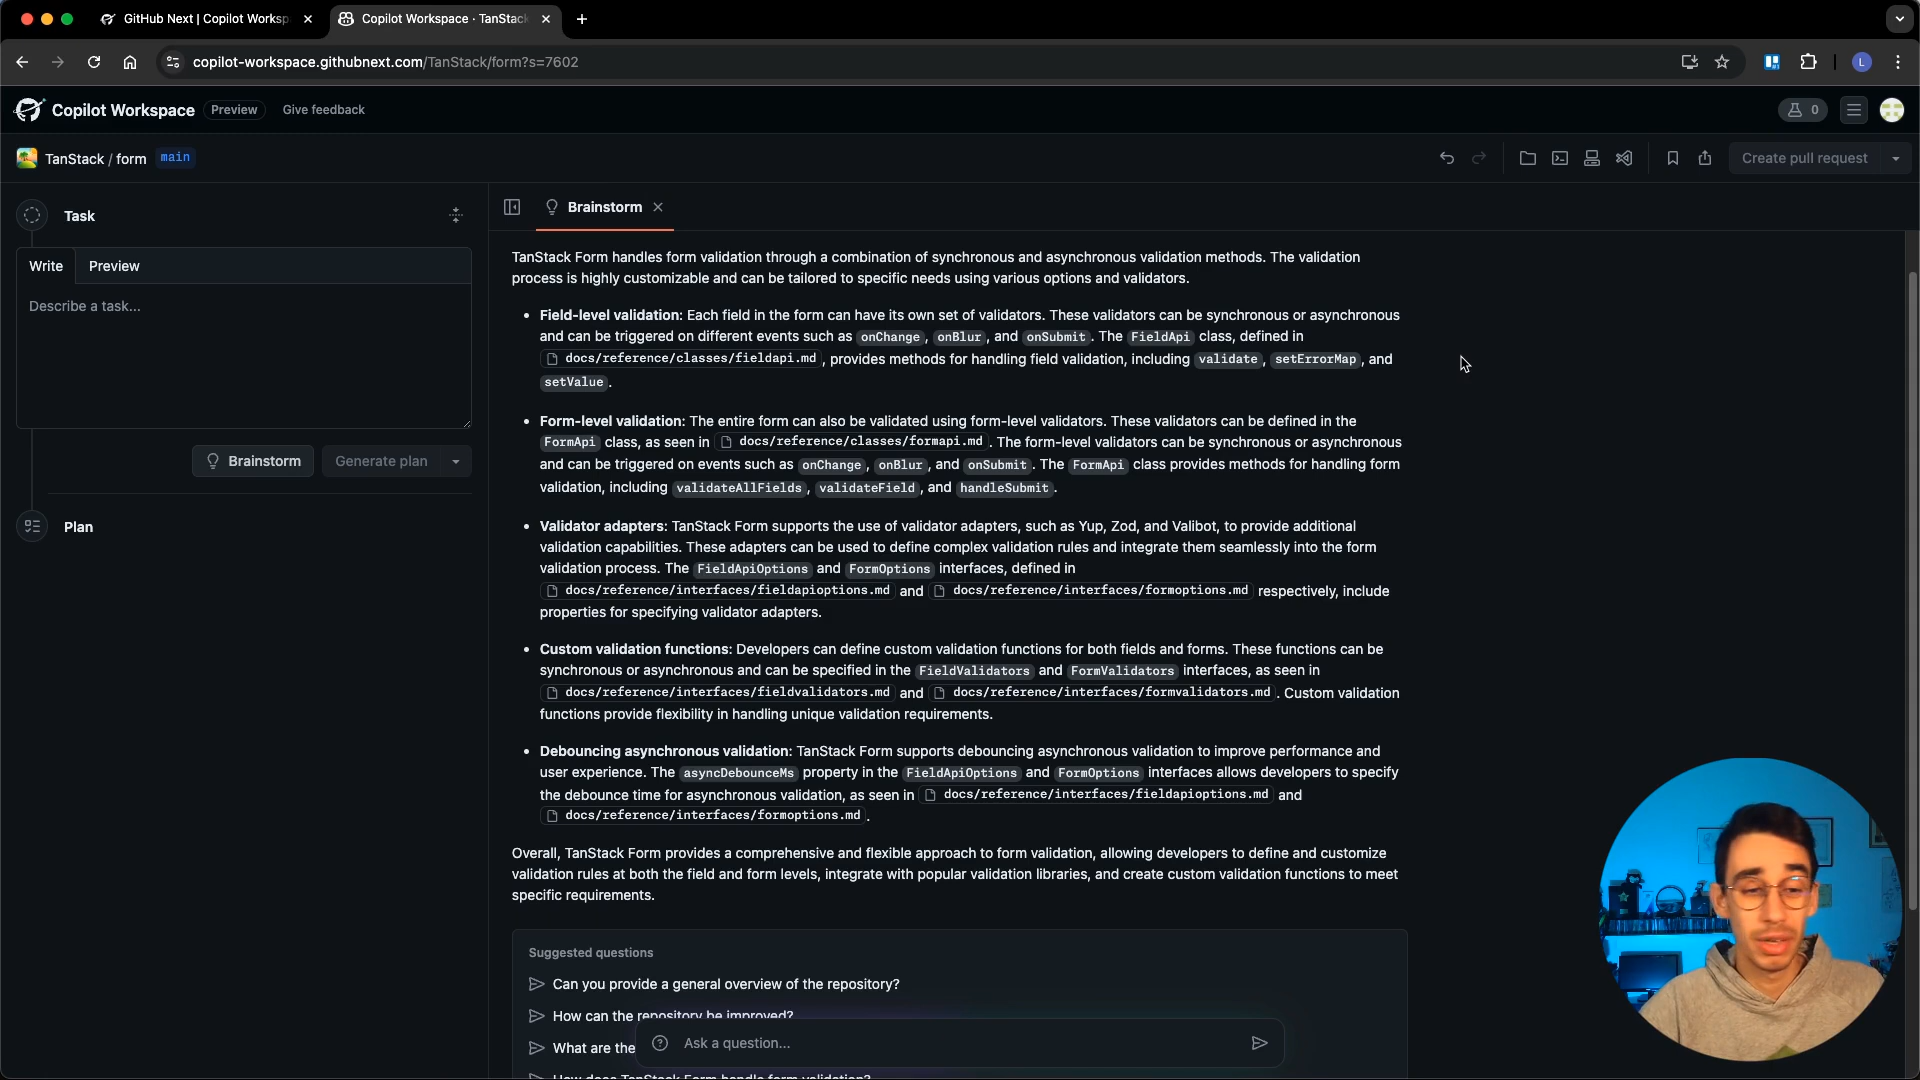 GitHub Next | Copilot Worksp
Copilot Workspace · TanStack
copilot-workspace.githubnext.com/TanStack/form?s=7602
L
Copilot Workspace Preview Give feedback
0
TanStack / form main
Create pull request
Task
Write Preview
Describe a task...
Brainstorm Generate plan
Plan
Brainstorm
TanStack Form handles form validation through a combination of synchronous and asynchronous validation methods. The validation
process is highly customizable and can be tailored to specific needs using various options and validators.
• Field-level validation: Each field in the form can have its own set of validators. These validators can be synchronous or asynchronous
and can be triggered on different events such as onChange, onBlur, and onSubmit. The FieldApi class, defined in
docs/reference/classes/fieldapi.md, provides methods for handling field validation, including validate, setErrorMap, and
setValue.
• Form-level validation: The entire form can also be validated using form-level validators. These validators can be defined in the
FormApi class, as seen in docs/reference/classes/formapi.md. The form-level validators can be synchronous or asynchronous
and can be triggered on events such as onChange, onBlur, and onSubmit. The FormApi class provides methods for handling form
validation, including validateAllFields, validateField, and handleSubmit.
• Validator adapters: TanStack Form supports the use of validator adapters, such as Yup, Zod, and Valibot, to provide additional
validation capabilities. These adapters can be used to define complex validation rules and integrate them seamlessly into the form
validation process. The FieldApiOptions and FormOptions interfaces, defined in
docs/reference/interfaces/fieldapioptions.md and docs/reference/interfaces/formoptions.md respectively, include
properties for specifying validator adapters.
• Custom validation functions: Developers can define custom validation functions for both fields and forms. These functions can be
synchronous or asynchronous and can be specified in the FieldValidators and FormValidators interfaces, as seen in
docs/reference/interfaces/fieldvalidators.md and docs/reference/interfaces/formvalidators.md. Custom validation
functions provide flexibility in handling unique validation requirements.
• Debouncing asynchronous validation: TanStack Form supports debouncing asynchronous validation to improve performance and
user experience. The asyncDebounceMs property in the FieldApiOptions and FormOptions interfaces allows developers to specify
the debounce time for asynchronous validation, as seen in docs/reference/interfaces/fieldapioptions.md and
docs/reference/interfaces/formoptions.md.
Overall, TanStack Form provides a comprehensive and flexible approach to form validation, allowing developers to define and customize
validation rules at both the field and form levels, integrate with popular validation libraries, and create custom validation functions to meet
specific requirements.
Suggested questions
Can you provide a general overview of the repository?
How can the repository be improved?
What are the
Ask a question...
How does TanStack Form handle form validation?